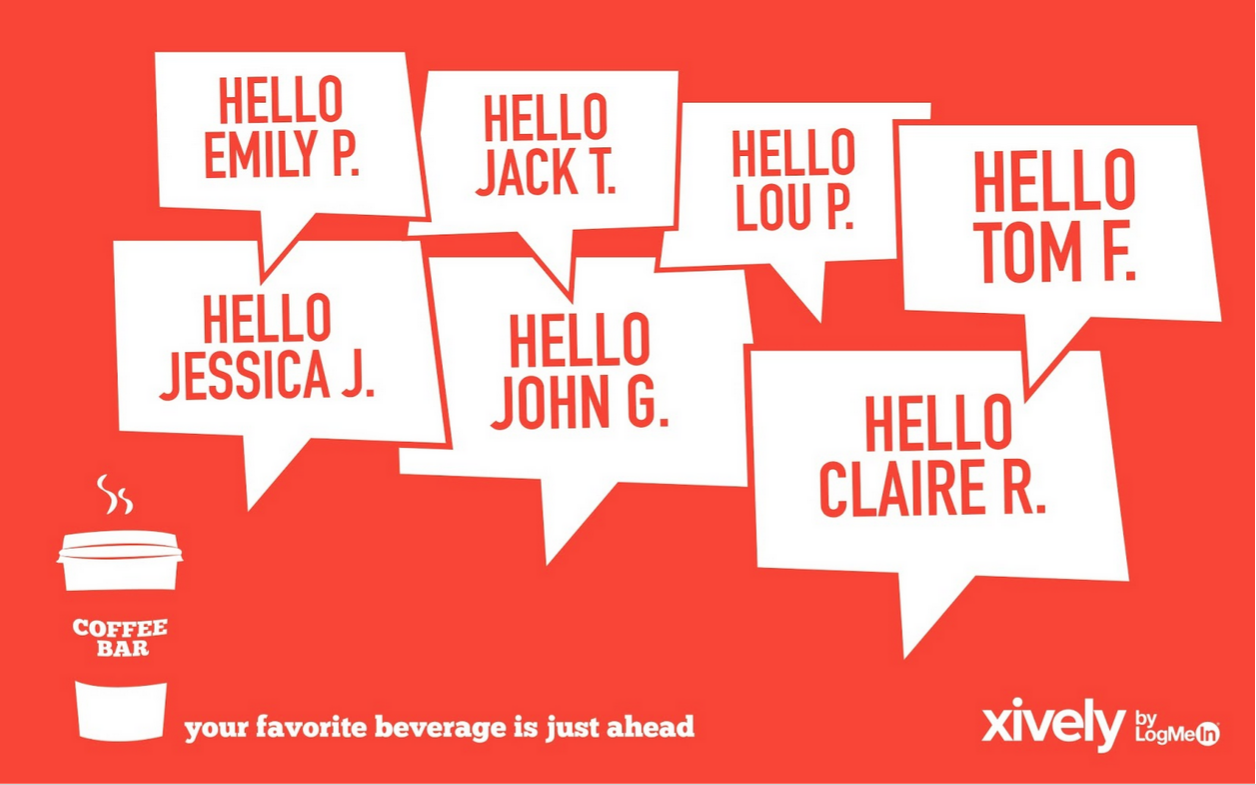 HELLO
EMILY P.
HELLO
JACK T.
HELLO
LOU P.
HELLO
TOM F.
HELLO
JESSICA J.
HELLO
JOHN G.
HELLO
CLAIRE R.
COFFEE
BAR
your favorite beverage is just ahead
xively by
LogMeIn